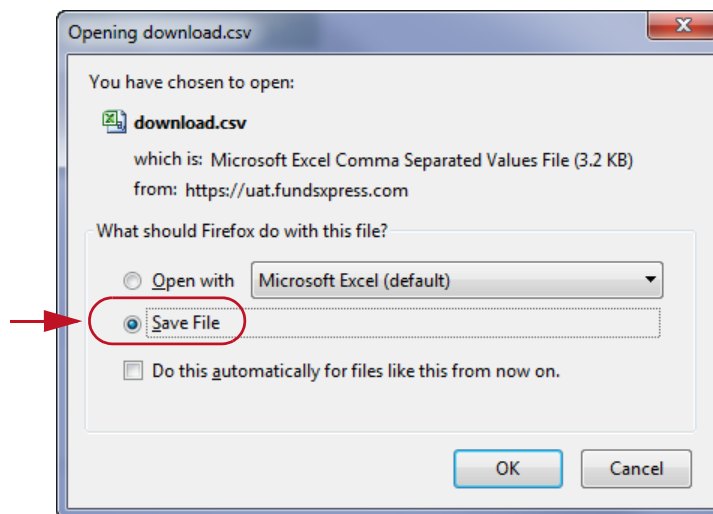 Opening download.csv
You have chosen to open:
download.csv
which is: Microsoft Excel Comma Separated Values File (3.2 KB)
from: https://uat.fundsxpress.com
What should Firefox do with this file?
Open with Microsoft Excel (default)
Save File
Do this automatically for files like this from now on.
OK Cancel